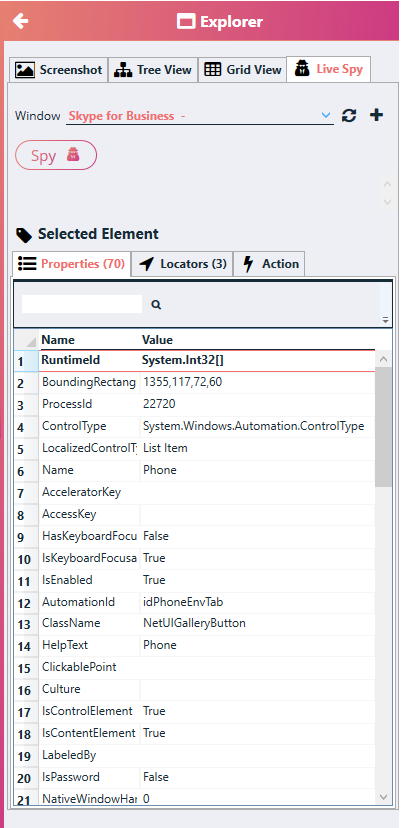 Explorer
Screenshot Tree View Grid View Live Spy
Window Skype for Business -
Spy
Selected Element
Properties (70) Locators (3) Action
Name Value
1 RuntimeId System.Int32[]
2 BoundingRectang 1355,117,72,60
3 ProcessId 22720
4 ControlType System.Windows.Automation.ControlType
5 LocalizedControlT List Item
6 Name Phone
7 AcceleratorKey
8 AccessKey
9 HasKeyboardFocu False
10 IsKeyboardFocusa True
11 IsEnabled True
12 AutomationId idPhoneEnvTab
13 ClassName NetUIGalleryButton
14 HelpText Phone
15 ClickablePoint
16 Culture
17 IsControlElement True
18 IsContentElement True
19 LabeledBy
20 IsPassword False
21 NativeWindowHan 0